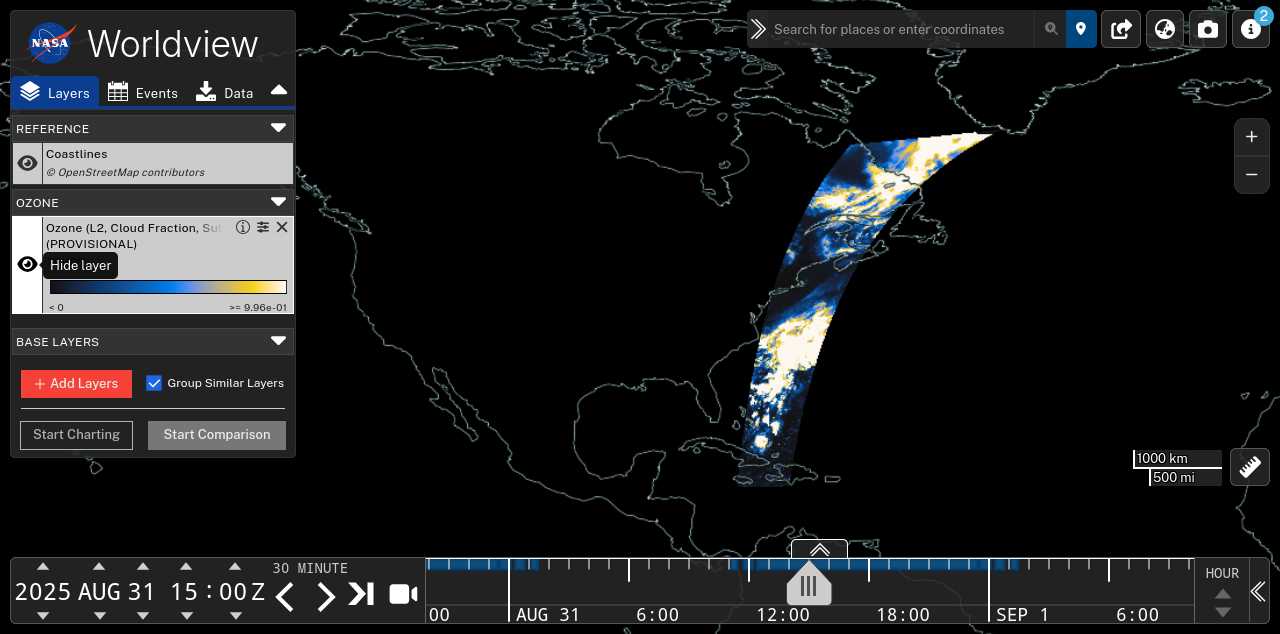 NASA Worldview
Search for places or enter coordinates
2
Layers Events Data
REFERENCE
Coastlines
© OpenStreetMap contributors
OZONE
Ozone (L2, Cloud Fraction,
(PROVISIONAL)
Hide layer
< 0 >= 9.96e-01
BASE LAYERS
+ Add Layers Group Similar Layers
Start Charting Start Comparison
+
−
1000 km
500 mi
30 MINUTE
2025 AUG 31 15 : 00 Z
00 AUG 31 6:00 12:00 18:00 SEP 1 6:00
HOUR